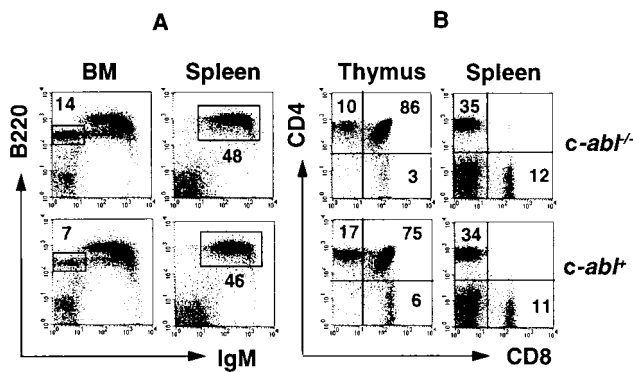 A
B
BM
Spleen
Thymus
Spleen
B220
14
48
CD4
10
86
3
35
12
c-abl-/-
7
46
17
75
6
34
11
c-abl+
IgM
CD8